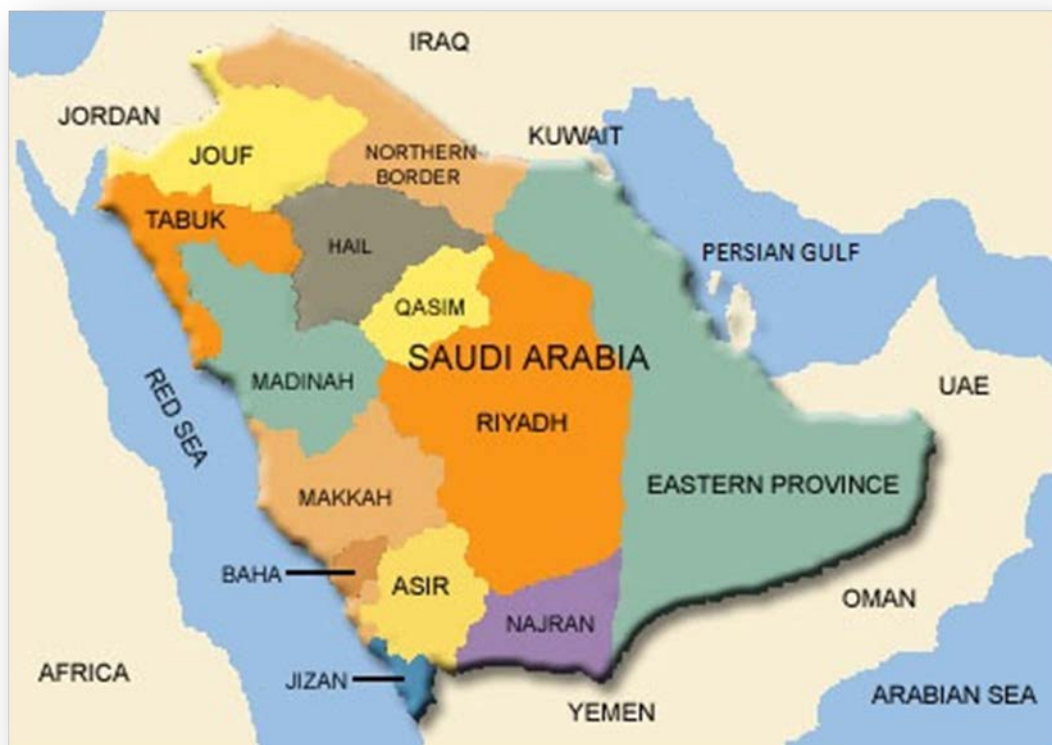 IRAQ
JORDAN
KUWAIT
JOUF
NORTHERN
BORDER
TABUK
HAIL
PERSIAN GULF
QASIM
SAUDI ARABIA
MADINAH
UAE
RED SEA
RIYADH
EASTERN PROVINCE
MAKKAH
BAHA
ASIR
OMAN
NAJRAN
AFRICA
JIZAN
ARABIAN SEA
YEMEN